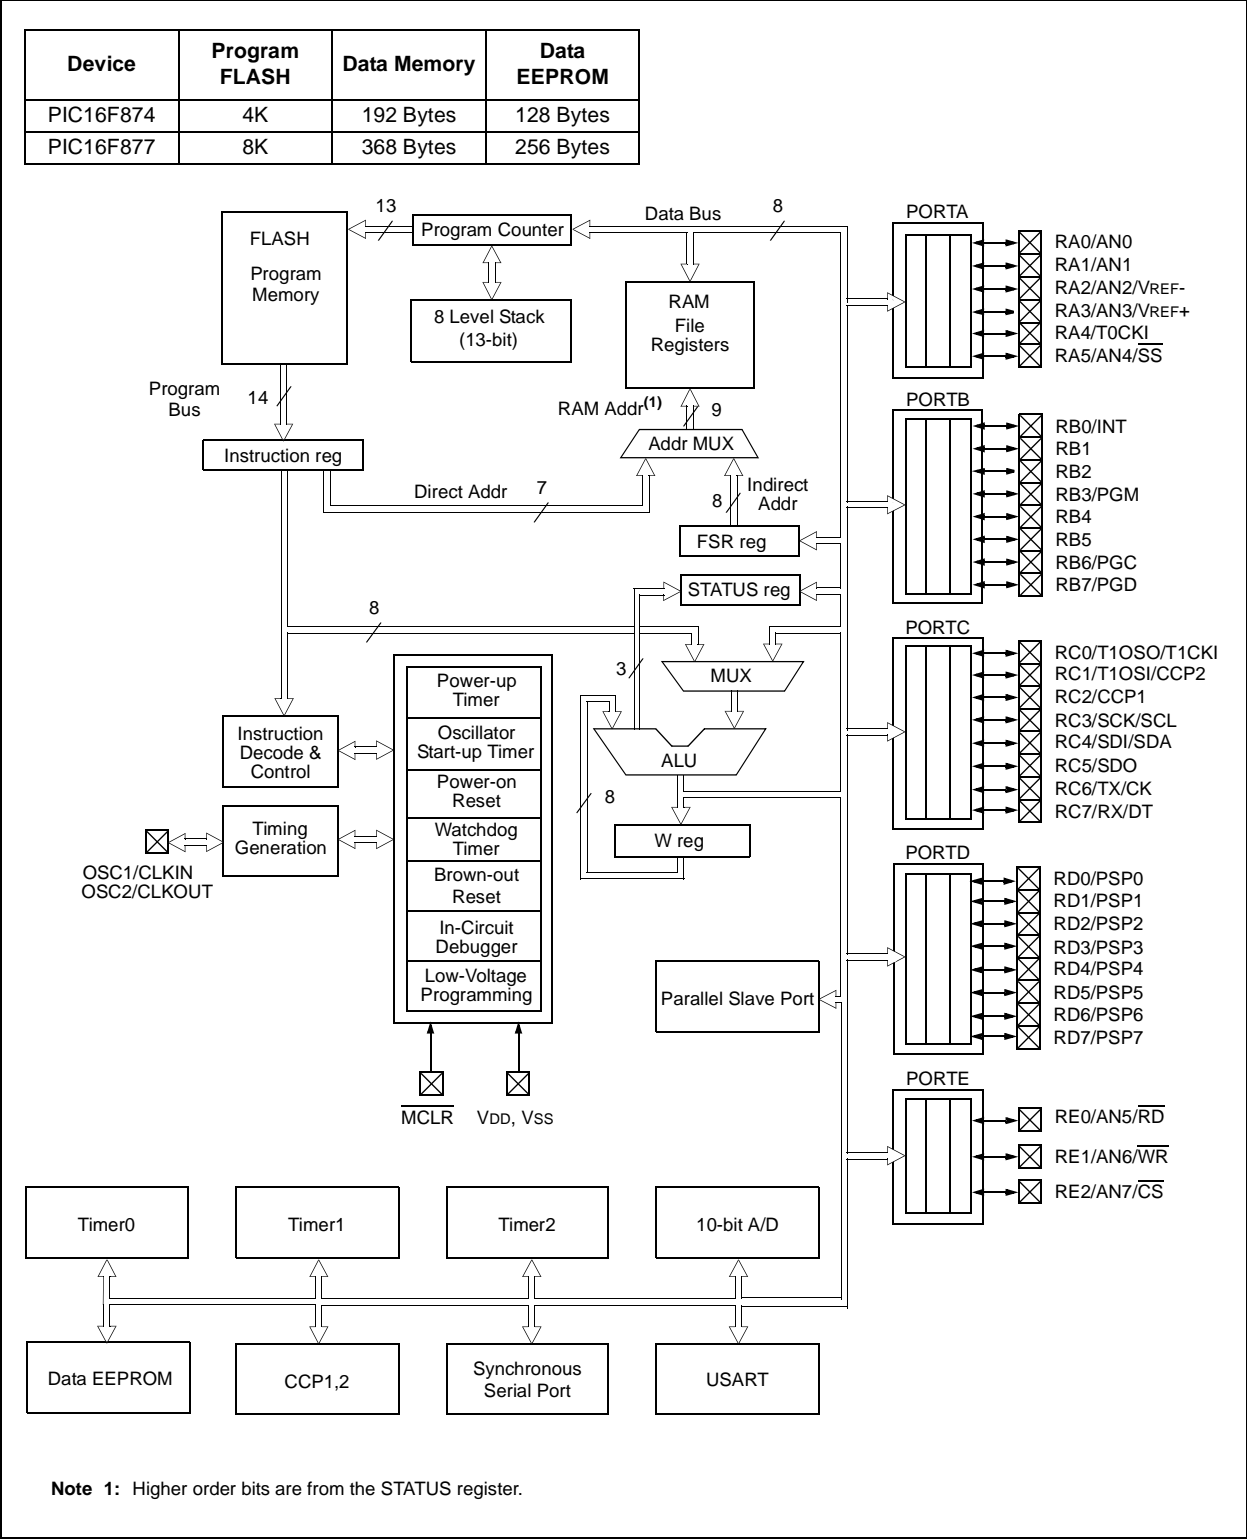 Device
Program
FLASH
Data Memory
Data
EEPROM
PIC16F874
4K
192 Bytes
128 Bytes
PIC16F877
8K
368 Bytes
256 Bytes
FLASH
Program
Memory
13
Program Counter
Data Bus
8
8 Level Stack
(13-bit)
RAM
File
Registers
Program
Bus
14
RAM Addr(1)
9
Addr MUX
Instruction reg
Direct Addr
7
8
Indirect
Addr
FSR reg
STATUS reg
8
3
MUX
ALU
8
W reg
Instruction
Decode &
Control
Timing
Generation
OSC1/CLKIN
OSC2/CLKOUT
Power-up
Timer
Oscillator
Start-up Timer
Power-on
Reset
Watchdog
Timer
Brown-out
Reset
In-Circuit
Debugger
Low-Voltage
Programming
MCLR
VDD, VSS
Parallel Slave Port
PORTA
RA0/AN0
RA1/AN1
RA2/AN2/VREF-
RA3/AN3/VREF+
RA4/T0CKI
RA5/AN4/SS
PORTB
RB0/INT
RB1
RB2
RB3/PGM
RB4
RB5
RB6/PGC
RB7/PGD
PORTC
RC0/T1OSO/T1CKI
RC1/T1OSI/CCP2
RC2/CCP1
RC3/SCK/SCL
RC4/SDI/SDA
RC5/SDO
RC6/TX/CK
RC7/RX/DT
PORTD
RD0/PSP0
RD1/PSP1
RD2/PSP2
RD3/PSP3
RD4/PSP4
RD5/PSP5
RD6/PSP6
RD7/PSP7
PORTE
RE0/AN5/RD
RE1/AN6/WR
RE2/AN7/CS
Timer0
Timer1
Timer2
10-bit A/D
Data EEPROM
CCP1,2
Synchronous
Serial Port
USART
Note 1: Higher order bits are from the STATUS register.